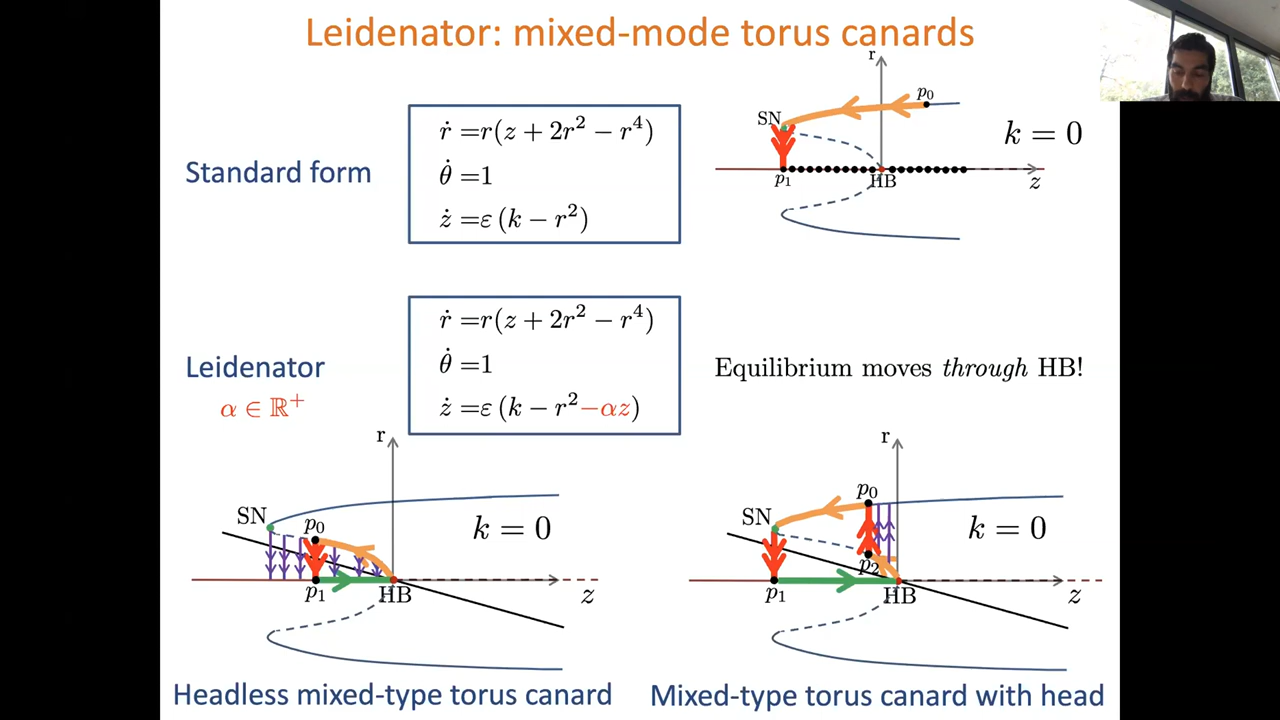 Leidenator: mixed-mode torus canards
Standard form
ṙ =r(z + 2r² − r⁴)
θ̇ =1
ż =ε (k − r²)
r
p₀
SN
k = 0
p₁
HB
z
Leidenator
α ∈ ℝ⁺
ṙ =r(z + 2r² − r⁴)
θ̇ =1
ż =ε (k − r²−αz)
Equilibrium moves through HB!
r
SN
p₀
k = 0
p₁
HB
z
r
p₀
SN
k = 0
p₂
p₁
HB
z
Headless mixed-type torus canard
Mixed-type torus canard with head